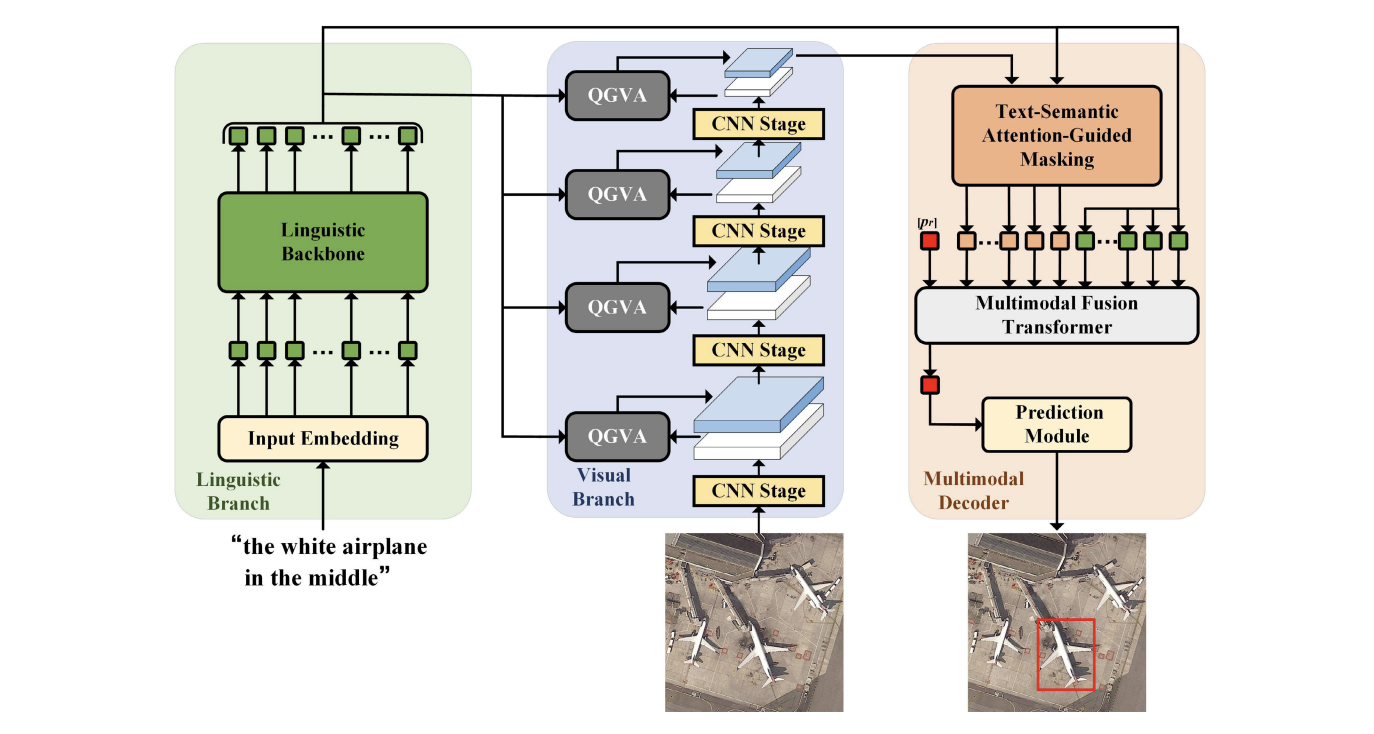 Linguistic
Backbone
Input Embedding
Linguistic
Branch
“the white airplane
in the middle”
QGVA
CNN Stage
QGVA
CNN Stage
QGVA
CNN Stage
QGVA
CNN Stage
Visual
Branch
Text-Semantic
Attention-Guided
Masking
[pr]
Multimodal Fusion
Transformer
Prediction
Module
Multimodal
Decoder